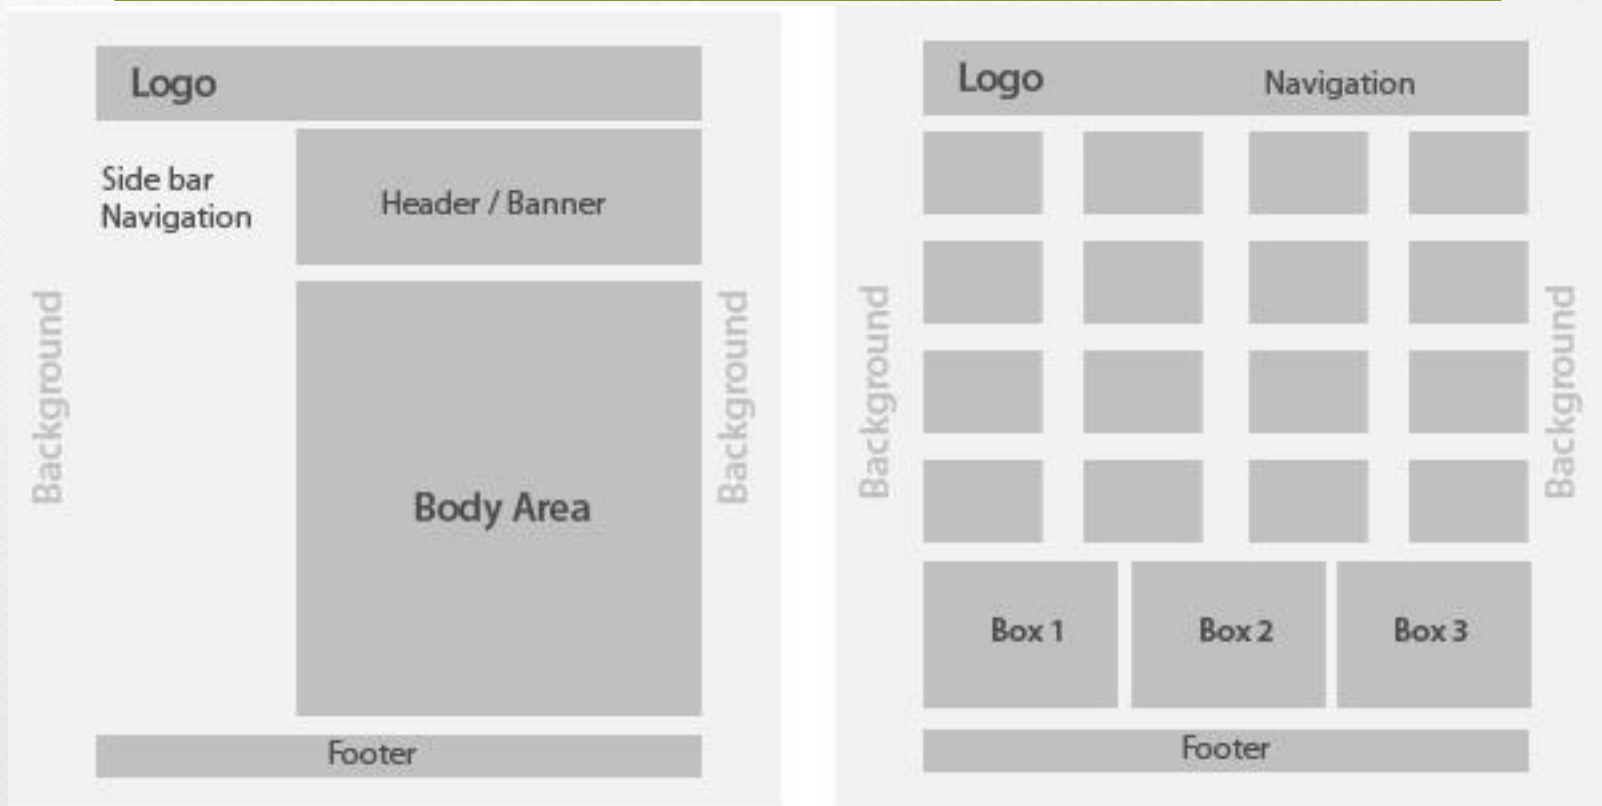 Logo
Side bar
Navigation
Header / Banner
Background
Body Area
Background
Footer
Logo
Navigation
Background
Background
Box 1
Box 2
Box 3
Footer